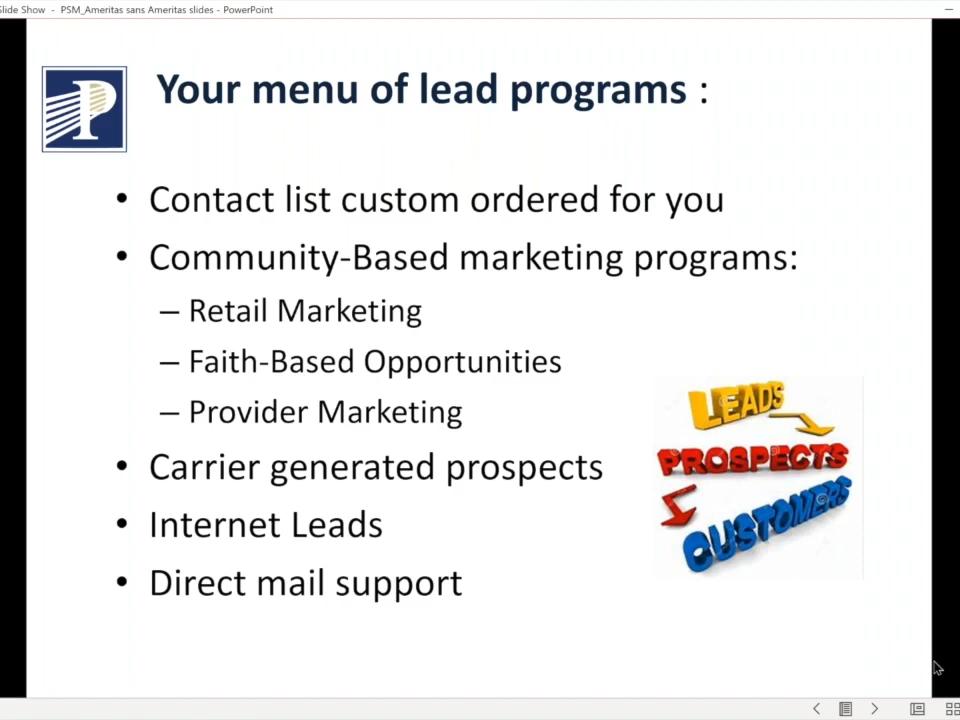 Slide Show - PSM_Ameritas sans Ameritas slides - PowerPoint
P
Your menu of lead programs :
• Contact list custom ordered for you
• Community-Based marketing programs:
– Retail Marketing
– Faith-Based Opportunities
– Provider Marketing
• Carrier generated prospects
• Internet Leads
• Direct mail support
LEADS
PROSPECTS
CUSTOMERS